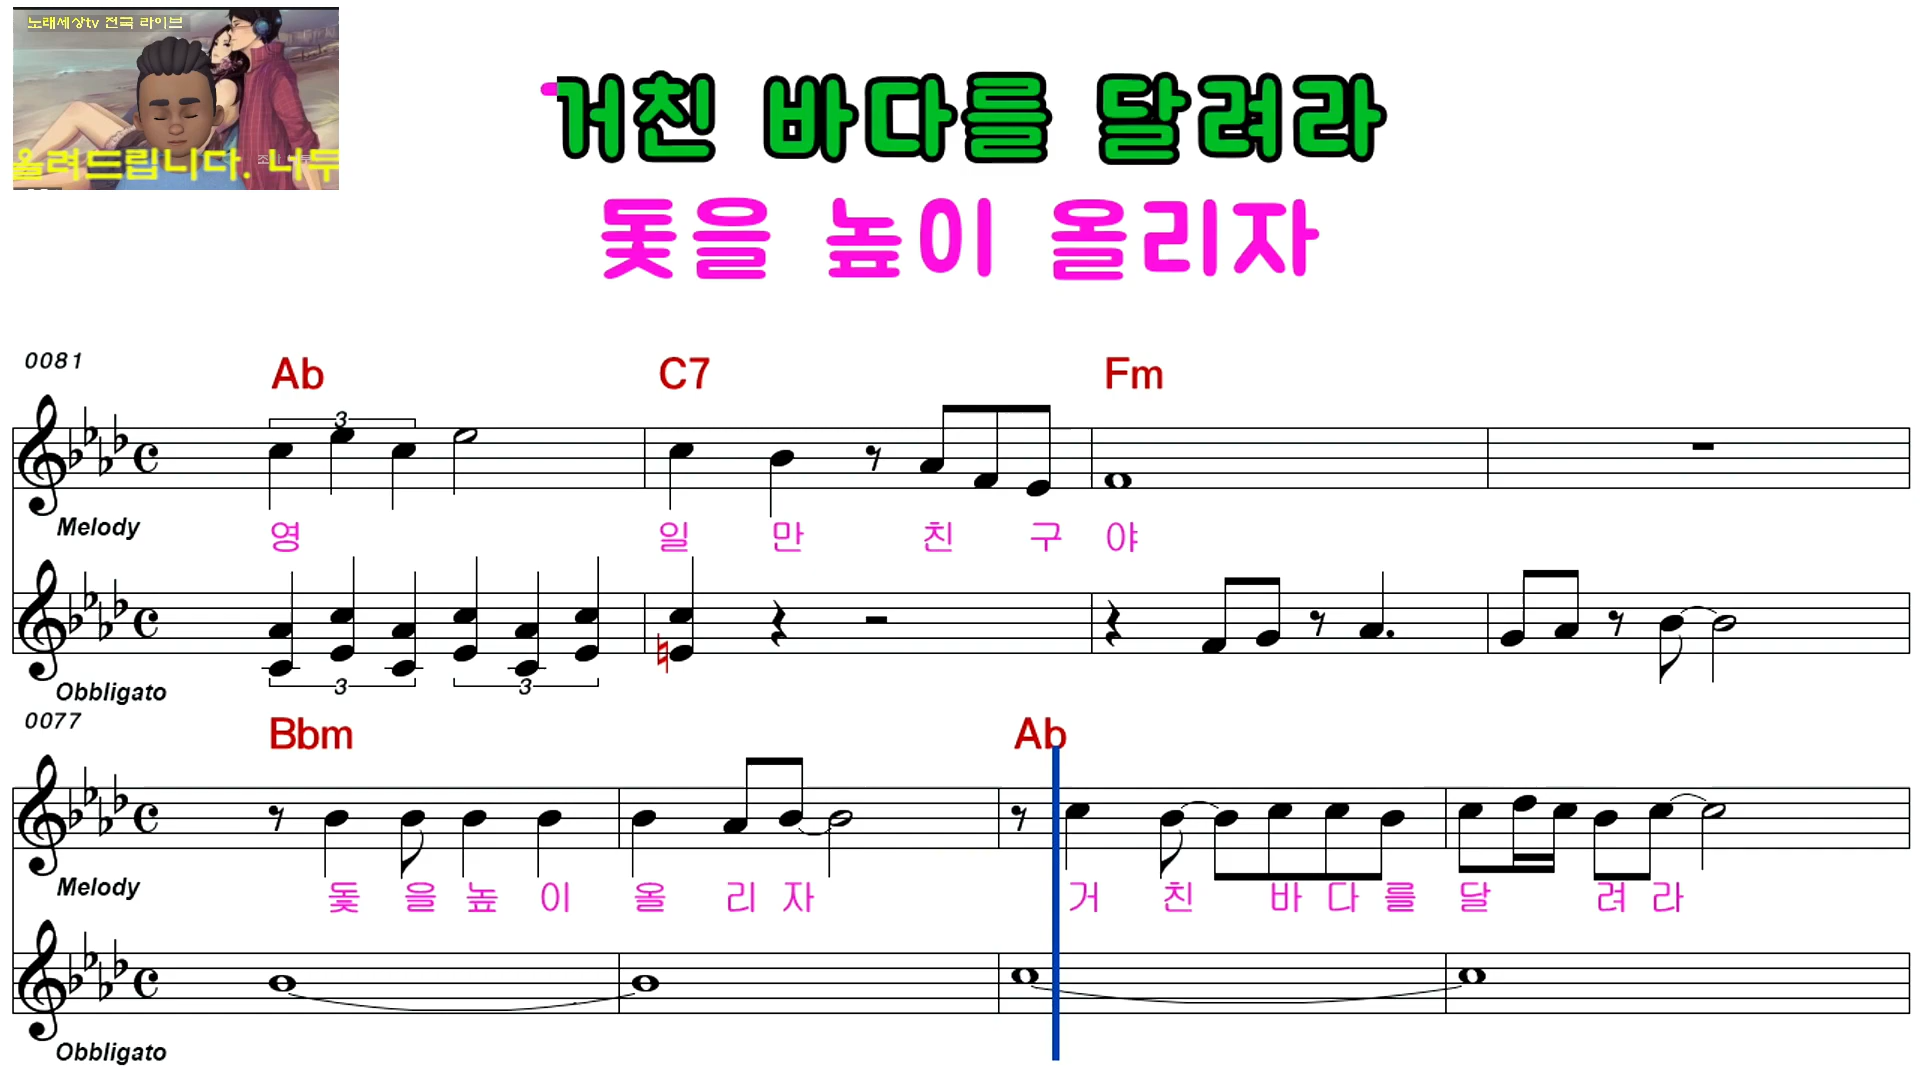 노래세상tv 전국 라이브
올려드립니다. 너두
거친 바다를 달려라
돛을 높이 올리자
0081
Ab C7 Fm
3
Melody
영 일 만 친 구 야
3 3
Obbligato
0077
Bbm Ab
Melody
돛 을 높 이 올 리 자 거 친 바 다 를 달 려 라
Obbligato